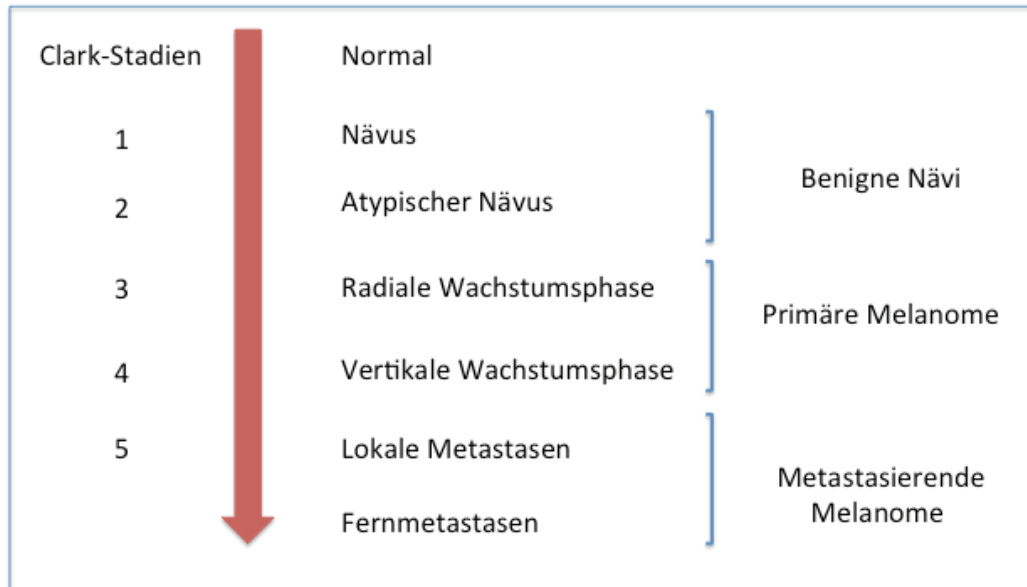 Clark-Stadien Normal
1 Nävus
Benigne Nävi
2 Atypischer Nävus
3 Radiale Wachstumsphase
Primäre Melanome
4 Vertikale Wachstumsphase
5 Lokale Metastasen
Metastasierende
Melanome
Fernmetastasen